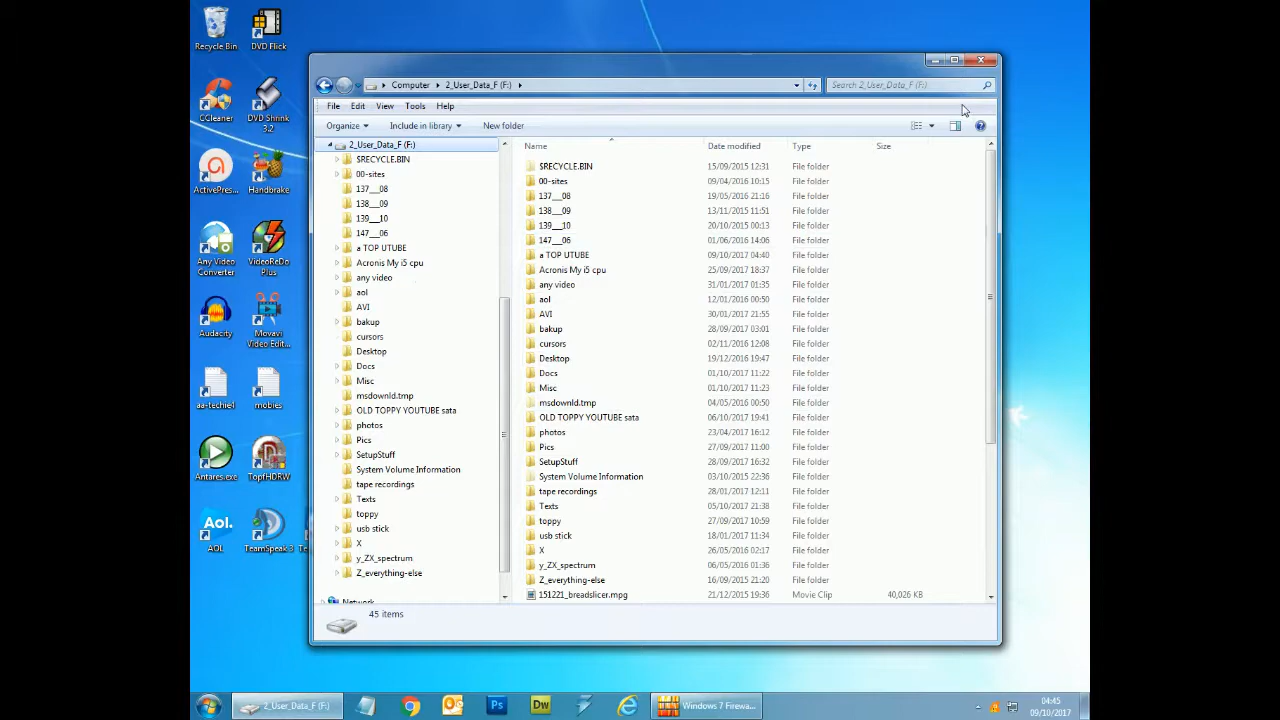 Recycle Bin
DVD Flick
CCleaner
DVD Shrink 3.2
ActivePres...
Handbrake
Any Video Converter
VideoReDo Plus
Audacity
Movavi Video Edit...
aa-techie4
mobies
Antares.exe
TopfHDRW
Aol.
AOL
TeamSpeak 3
Computer 2_User_Data_F (F:)
Search 2_User_Data_F (F:)
File Edit View Tools Help
Organize Include in library New folder
2_User_Data_F (F:)
$RECYCLE.BIN
00-sites
137___08
138___09
139___10
147___06
a TOP UTUBE
Acronis My i5 cpu
any video
aol
AVI
bakup
cursors
Desktop
Docs
Misc
msdownld.tmp
OLD TOPPY YOUTUBE sata
photos
Pics
SetupStuff
System Volume Information
tape recordings
Texts
toppy
usb stick
X
y_ZX_spectrum
Z_everything-else
Network
Name Date modified Type Size
$RECYCLE.BIN 15/09/2015 12:31 File folder
00-sites 09/04/2016 10:15 File folder
137___08 19/05/2016 21:16 File folder
138___09 13/11/2015 11:51 File folder
139___10 20/10/2015 00:13 File folder
147___06 01/06/2016 14:06 File folder
a TOP UTUBE 09/10/2017 04:40 File folder
Acronis My i5 cpu 25/09/2017 18:37 File folder
any video 31/01/2017 01:35 File folder
aol 12/01/2016 00:50 File folder
AVI 30/01/2017 21:55 File folder
bakup 28/09/2017 03:01 File folder
cursors 02/11/2016 12:08 File folder
Desktop 19/12/2016 19:47 File folder
Docs 01/10/2017 11:22 File folder
Misc 01/10/2017 11:23 File folder
msdownld.tmp 04/05/2016 00:50 File folder
OLD TOPPY YOUTUBE sata 06/10/2017 19:41 File folder
photos 23/04/2017 16:12 File folder
Pics 27/09/2017 11:00 File folder
SetupStuff 28/09/2017 16:32 File folder
System Volume Information 03/10/2015 22:36 File folder
tape recordings 28/01/2017 12:11 File folder
Texts 05/10/2017 21:38 File folder
toppy 27/09/2017 10:59 File folder
usb stick 18/01/2017 11:34 File folder
X 26/05/2016 02:17 File folder
y_ZX_spectrum 06/05/2016 01:36 File folder
Z_everything-else 16/09/2015 21:20 File folder
151221_breadslicer.mpg 21/12/2015 19:36 Movie Clip 40,026 KB
45 items
2_User_Data_F (F:)
Ps
Dw
Windows 7 Firewa...
04:45
09/10/2017